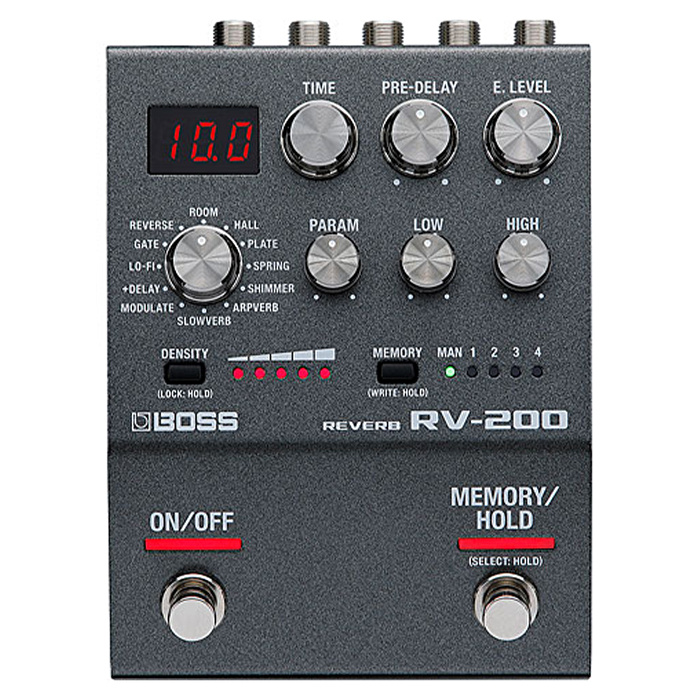 TIME
PRE-DELAY
E. LEVEL
10.0
ROOM
REVERSE
HALL
GATE
PLATE
LO-FI
SPRING
+DELAY
SHIMMER
MODULATE
ARPVERB
SLOWVERB
PARAM
LOW
HIGH
DENSITY
(LOCK: HOLD)
MEMORY
(WRITE: HOLD)
MAN 1 2 3 4
BOSS
REVERB RV-200
ON/OFF
MEMORY/
HOLD
(SELECT: HOLD)